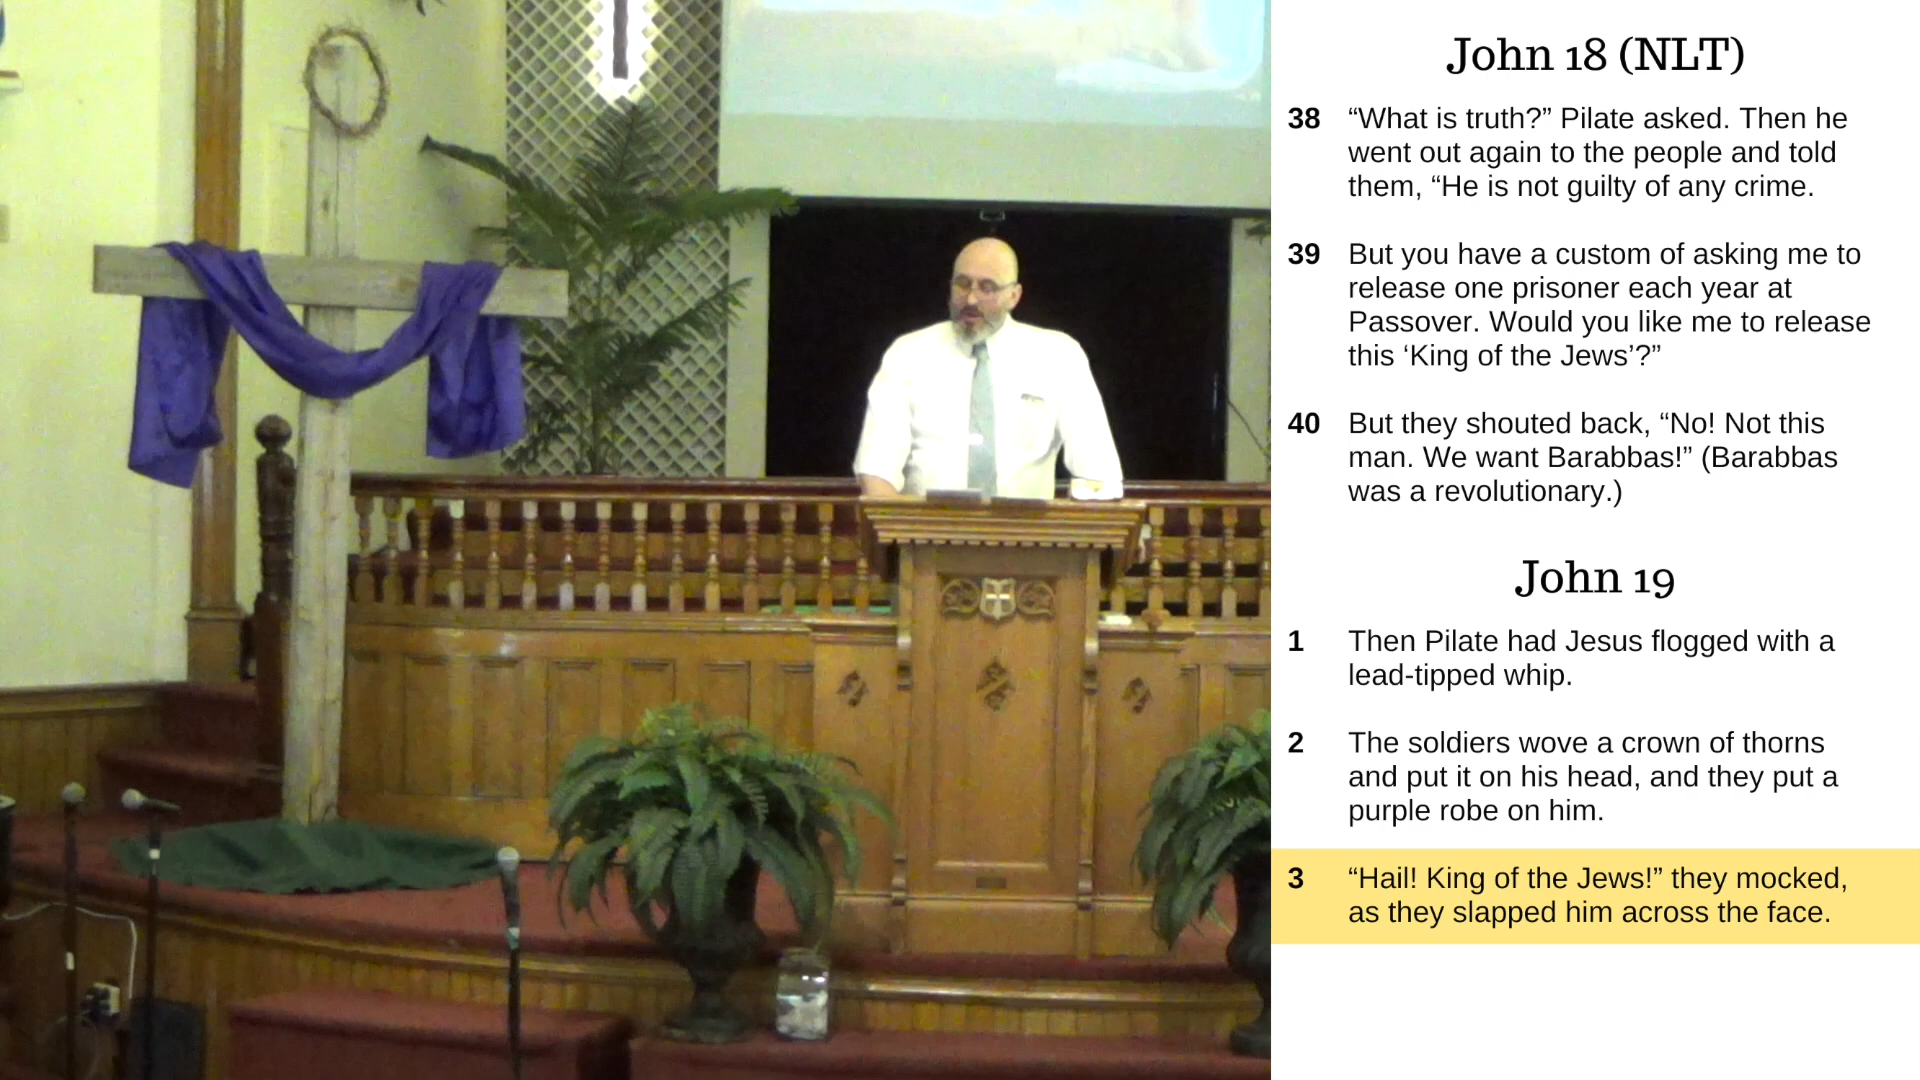 John 18 (NLT)
38 “What is truth?” Pilate asked. Then he
went out again to the people and told
them, “He is not guilty of any crime.
39 But you have a custom of asking me to
release one prisoner each year at
Passover. Would you like me to release
this ‘King of the Jews’?”
40 But they shouted back, “No! Not this
man. We want Barabbas!” (Barabbas
was a revolutionary.)
John 19
1 Then Pilate had Jesus flogged with a
lead-tipped whip.
2 The soldiers wove a crown of thorns
and put it on his head, and they put a
purple robe on him.
3 “Hail! King of the Jews!” they mocked,
as they slapped him across the face.